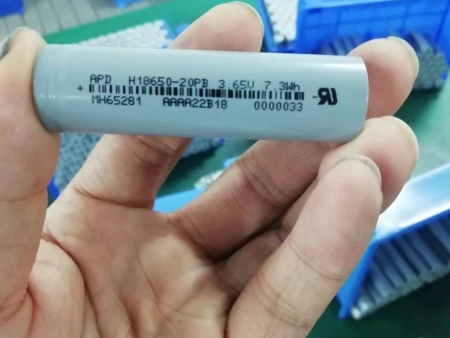 APD H18650-20PB 3.65V 7.3Wh
+ -
MH65281 AAAA22B18 0000033